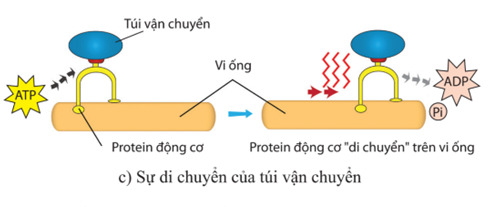 Túi vận chuyển
Vi ống
ATP
ADP
Pi
Protein động cơ
Protein động cơ "di chuyển" trên vi ống
c) Sự di chuyển của túi vận chuyển